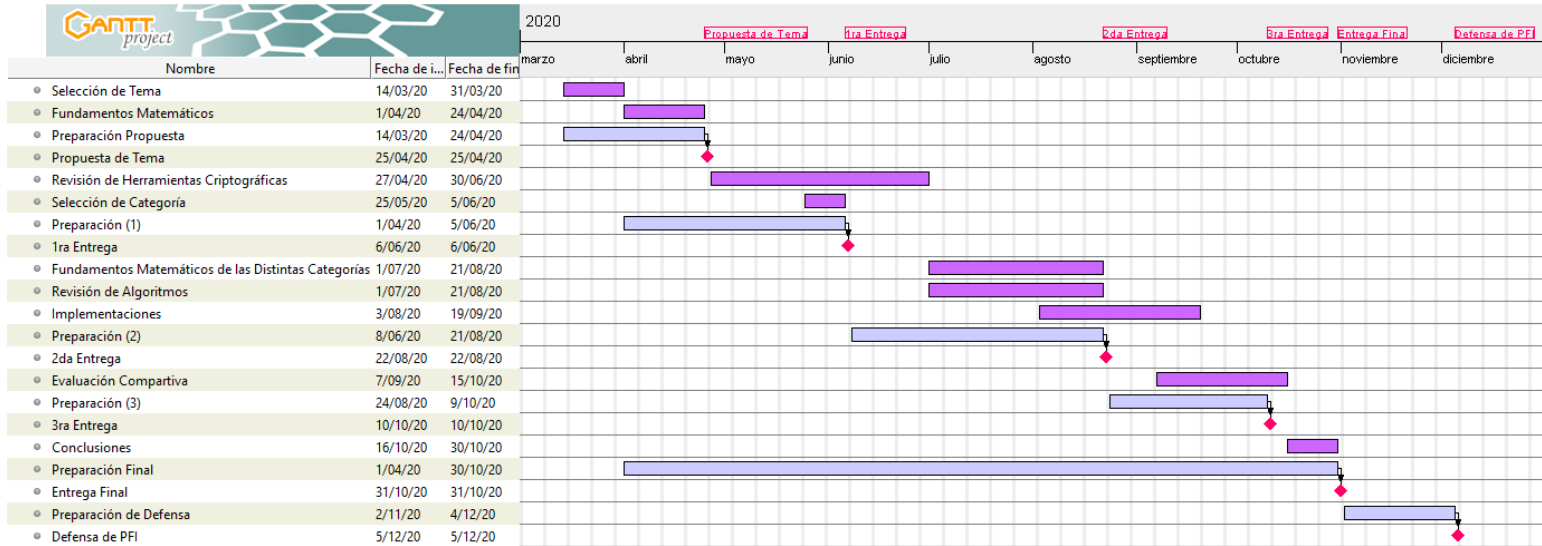 GANTT
project
2020
Propuesta de Tema 1ra Entrega 2da Entrega 3ra Entrega Entrega Final Defensa de PFI
Nombre Fecha de i... Fecha de fin
marzo abril mayo junio julio agosto septiembre octubre noviembre diciembre
Selección de Tema 14/03/20 31/03/20
Fundamentos Matemáticos 1/04/20 24/04/20
Preparación Propuesta 14/03/20 24/04/20
Propuesta de Tema 25/04/20 25/04/20
Revisión de Herramientas Criptográficas 27/04/20 30/06/20
Selección de Categoría 25/05/20 5/06/20
Preparación (1) 1/04/20 5/06/20
1ra Entrega 6/06/20 6/06/20
Fundamentos Matemáticos de las Distintas Categorías 1/07/20 21/08/20
Revisión de Algoritmos 1/07/20 21/08/20
Implementaciones 3/08/20 19/09/20
Preparación (2) 8/06/20 21/08/20
2da Entrega 22/08/20 22/08/20
Evaluación Compartiva 7/09/20 15/10/20
Preparación (3) 24/08/20 9/10/20
3ra Entrega 10/10/20 10/10/20
Conclusiones 16/10/20 30/10/20
Preparación Final 1/04/20 30/10/20
Entrega Final 31/10/20 31/10/20
Preparación de Defensa 2/11/20 4/12/20
Defensa de PFI 5/12/20 5/12/20